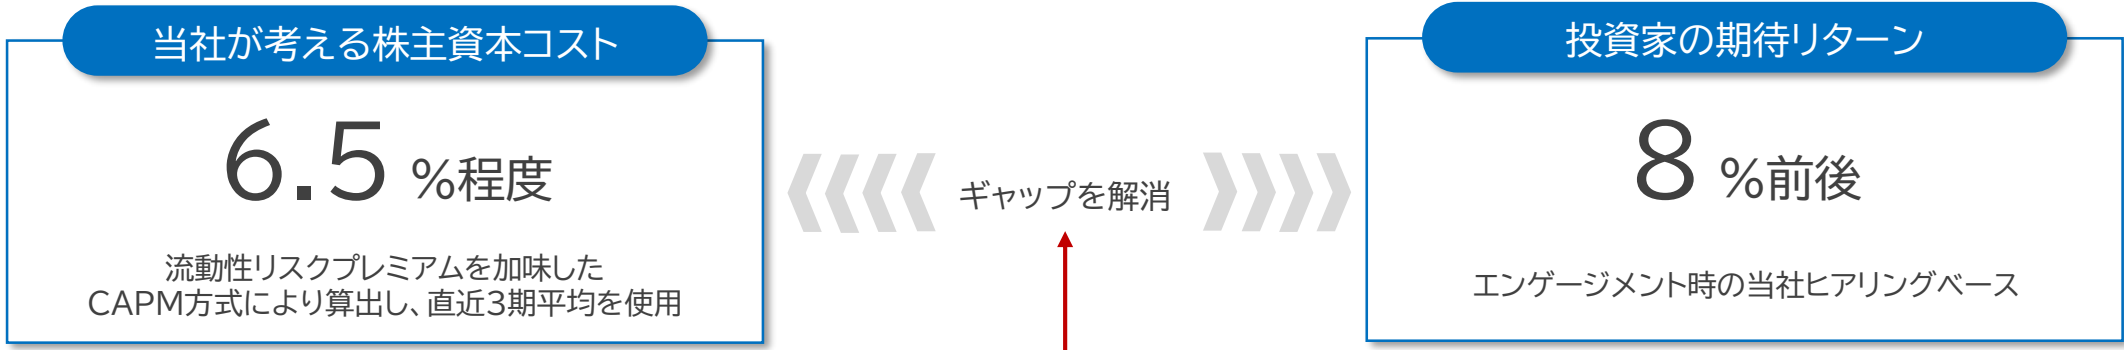 当社が考える株主資本コスト
6.5 %程度
流動性リスクプレミアムを加味した
CAPM方式により算出し、直近3期平均を使用
ギャップを解消
投資家の期待リターン
8 %前後
エンゲージメント時の当社ヒアリングベース